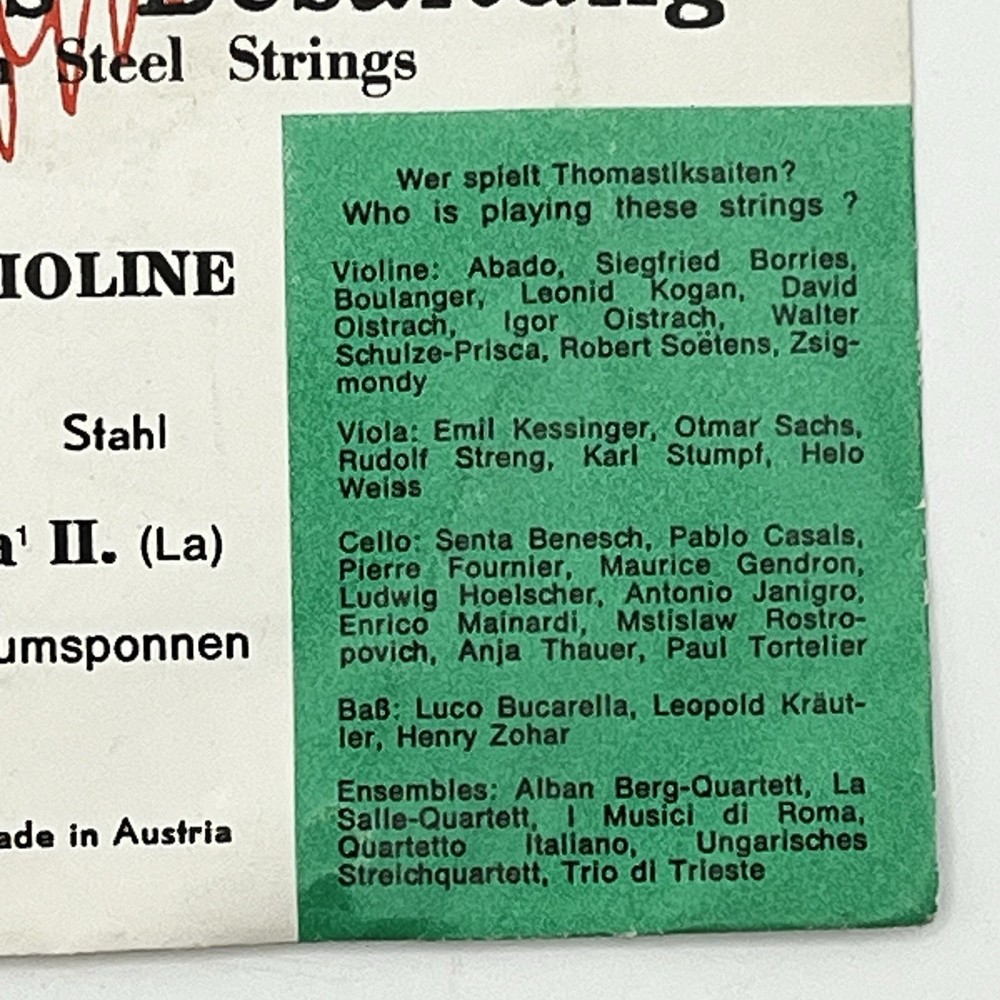 Steel Strings
Wer spielt Thomastiksaiten?
Who is playing these strings ?
IOLINE
Violine: Abado, Siegfried Borries,
Boulanger, Leonid Kogan, David
Oistrach, Igor Oistrach, Walter
Schulze-Prisca, Robert Soëtens, Zsig-
mondy
Stahl
Viola: Emil Kessinger, Otmar Sachs,
Rudolf Streng, Karl Stumpf, Helo
Weiss
a¹ II. (La)
Cello: Senta Benesch, Pablo Casals,
Pierre Fournier, Maurice Gendron,
Ludwig Hoelscher, Antonio Janigro,
Enrico Mainardi, Mstislaw Rostro-
povich, Anja Thauer, Paul Tortelier
umsponnen
Baß: Luco Bucarella, Leopold Kräut-
ler, Henry Zohar
Ensembles: Alban Berg-Quartett, La
Salle-Quartett, I Musici di Roma,
Quartetto Italiano, Ungarisches
Streichquartett, Trio di Trieste
ade in Austria